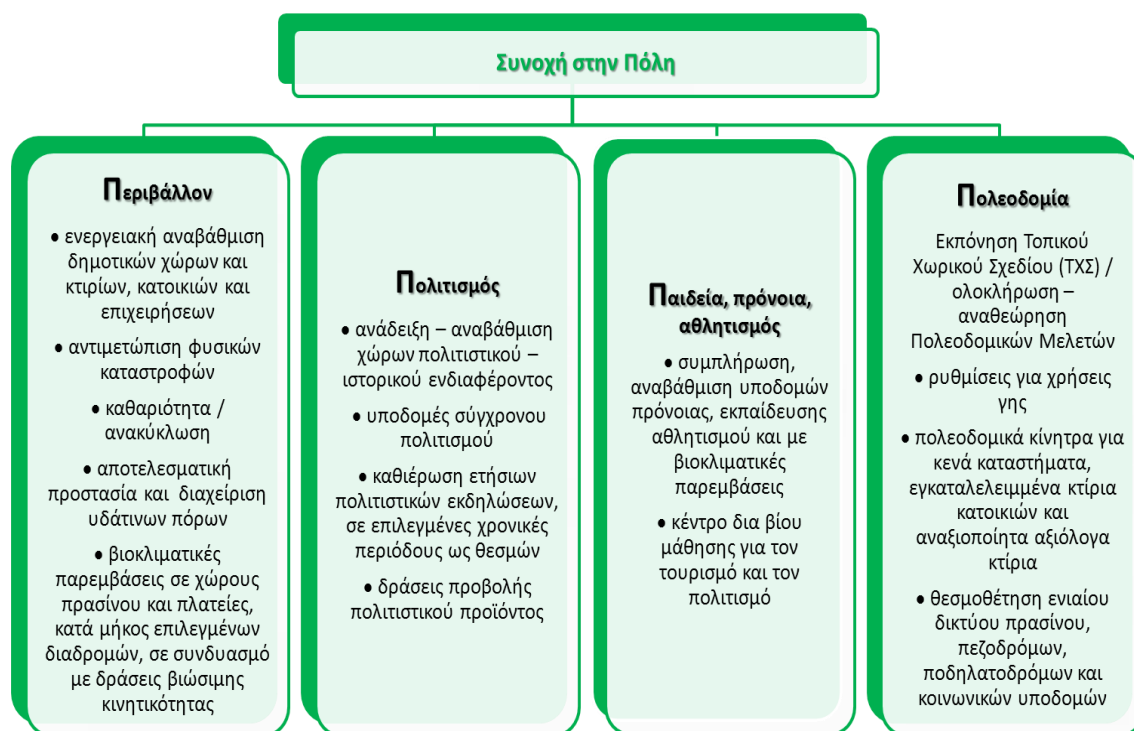 Συνοχή στην Πόλη
Περιβάλλον
• ενεργειακή αναβάθμιση
δημοτικών χώρων και
κτιρίων, κατοικιών και
επιχειρήσεων
• αντιμετώπιση φυσικών
καταστροφών
• καθαριότητα /
ανακύκλωση
• αποτελεσματική
προστασία και διαχείριση
υδάτινων πόρων
• βιοκλιματικές
παρεμβάσεις σε χώρους
πρασίνου και πλατείες,
κατά μήκος επιλεγμένων
διαδρομών, σε συνδυασμό
με δράσεις βιώσιμης
κινητικότητας
Πολιτισμός
• ανάδειξη – αναβάθμιση
χώρων πολιτιστικού –
ιστορικού ενδιαφέροντος
• υποδομές σύγχρονου
πολιτισμού
• καθιέρωση ετήσιων
πολιτιστικών εκδηλώσεων,
σε επιλεγμένες χρονικές
περιόδους ως θεσμών
• δράσεις προβολής
πολιτιστικού προϊόντος
Παιδεία, πρόνοια,
αθλητισμός
• συμπλήρωση,
αναβάθμιση υποδομών
πρόνοιας, εκπαίδευσης
αθλητισμού και με
βιοκλιματικές
παρεμβάσεις
• κέντρο δια βίου
μάθησης για τον
τουρισμό και τον
πολιτισμό
Πολεοδομία
Εκπόνηση Τοπικού
Χωρικού Σχεδίου (ΤΧΣ) /
ολοκλήρωση –
αναθεώρηση
Πολεοδομικών Μελετών
• ρυθμίσεις για χρήσεις
γης
• πολεοδομικά κίνητρα για
κενά καταστήματα,
εγκαταλελειμμένα κτίρια
κατοικιών και
αναξιοποίητα αξιόλογα
κτίρια
• θεσμοθέτηση ενιαίου
δικτύου πρασίνου,
πεζοδρόμων,
ποδηλατοδρόμων και
κοινωνικών υποδομών